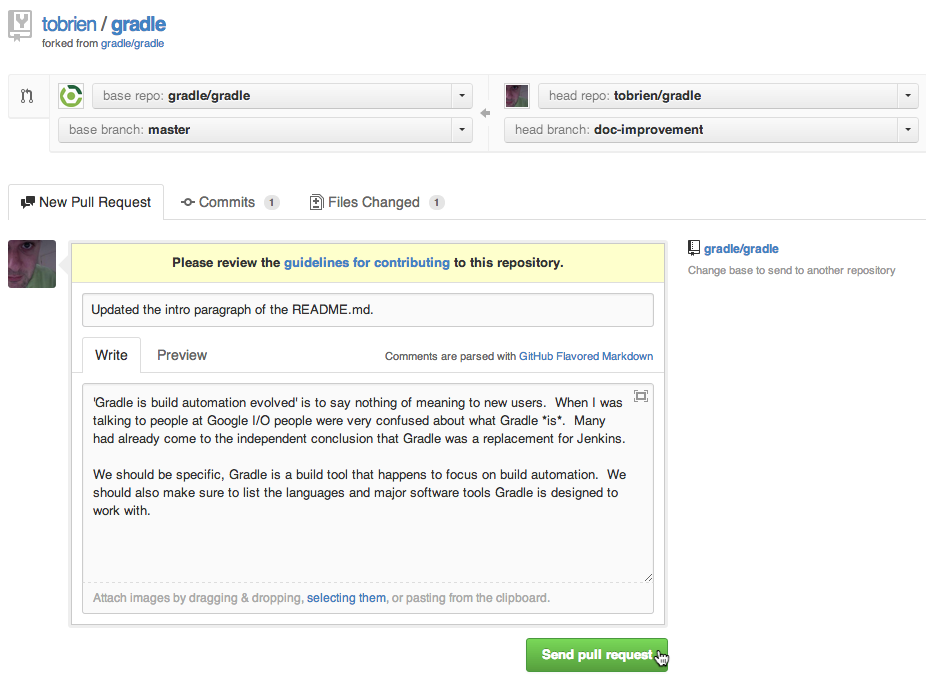 tobrien / gradle
forked from gradle/gradle
base repo: gradle/gradle
head repo: tobrien/gradle
base branch: master
head branch: doc-improvement
New Pull Request
Commits 1
Files Changed 1
Please review the guidelines for contributing to this repository.
gradle/gradle
Change base to send to another repository
Updated the intro paragraph of the README.md.
Write
Preview
Comments are parsed with GitHub Flavored Markdown
'Gradle is build automation evolved' is to say nothing of meaning to new users.  When I was
talking to people at Google I/O people were very confused about what Gradle *is*.  Many
had already come to the independent conclusion that Gradle was a replacement for Jenkins.
We should be specific, Gradle is a build tool that happens to focus on build automation.  We
should also make sure to list the languages and major software tools Gradle is designed to
work with.
Attach images by dragging & dropping, selecting them, or pasting from the clipboard.
Send pull request